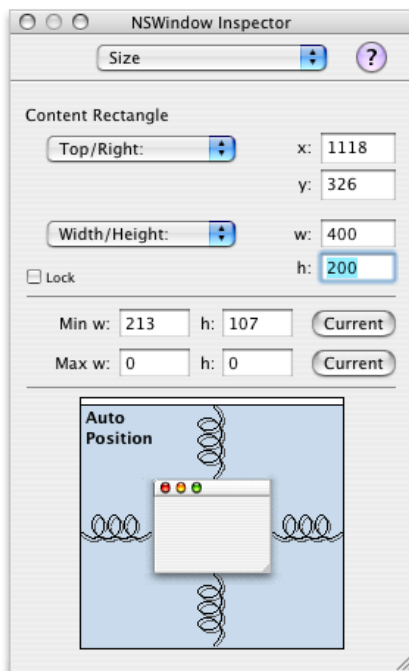 NSWindow Inspector
Size
?
Content Rectangle
Top/Right:
x: 1118
y: 326
Width/Height:
w: 400
h: 200
Lock
Min w: 213 h: 107 Current
Max w: 0 h: 0 Current
Auto
Position